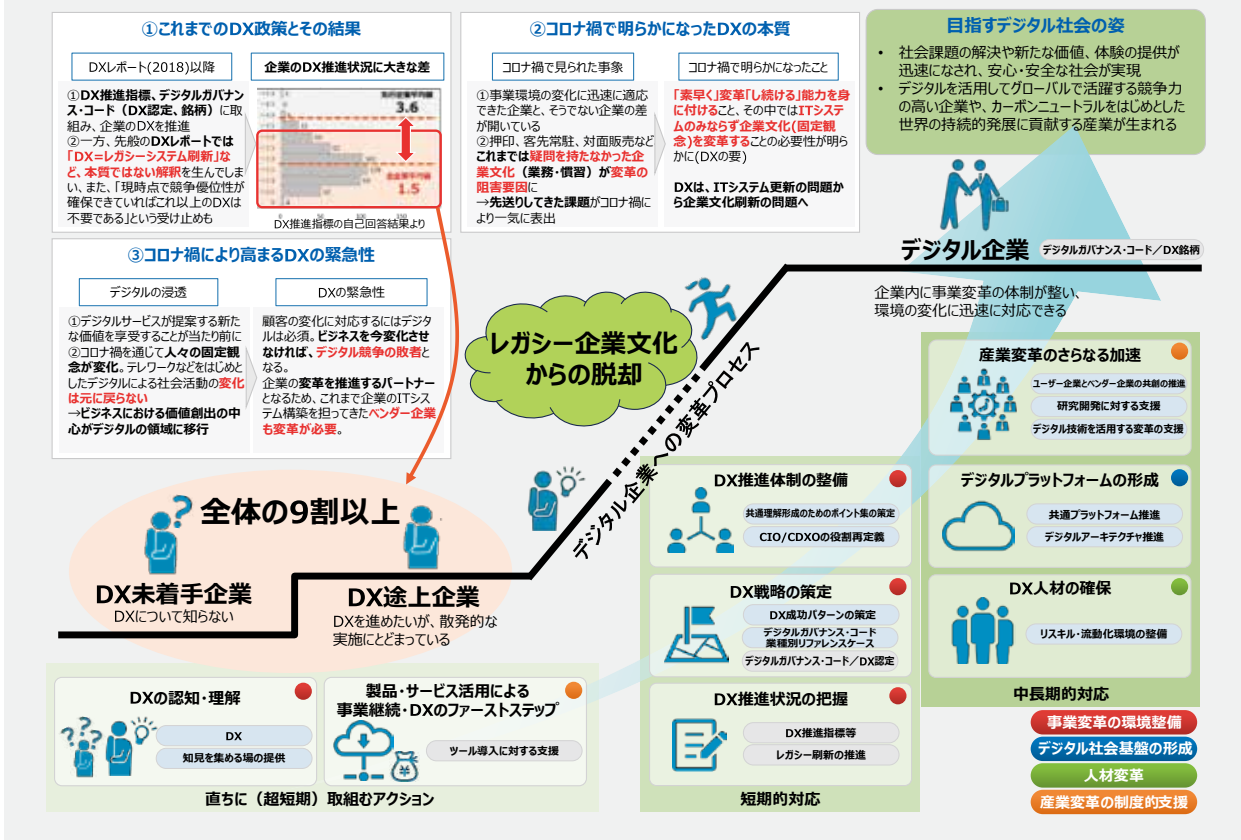 ①これまでのDX政策とその結果
DXレポート(2018)以降
企業のDX推進状況に大きな差
①DX推進指標、デジタルガバナン
ス・コード（DX認定、銘柄）に取
組み、企業のDXを推進
②一方、先般のDXレポートでは
「DX=レガシーシステム刷新」な
ど、本質ではない解釈を生んでしま
い、また、「現時点で競争優位性が
確保できていればこれ以上のDXは
不要である」という受け止めも
3.6
1.5
DX推進指標の自己回答結果より
②コロナ禍で明らかになったDXの本質
コロナ禍で見られた事象
コロナ禍で明らかになったこと
①事業環境の変化に迅速に適応
できた企業と、そうでない企業の差
が開いている
②押印、客先常駐、対面販売など
これまでは疑問を持たなかった企
業文化（業務・慣習）が変革の
阻害要因に
→先送りしてきた課題がコロナ禍に
より一気に表出
「素早く」変革「し続ける」能力を身
に付けること、その中ではITシス
テムのみならず企業文化(固定観
念)を変革することの必要性が明ら
かに(DXの要)
DXは、ITシステム更新の問題か
ら企業文化刷新の問題へ
目指すデジタル社会の姿
• 社会課題の解決や新たな価値、体験の提供が
迅速になされ、安心・安全な社会が実現
• デジタルを活用してグローバルで活躍する競争力
の高い企業や、カーボンニュートラルをはじめとした
世界の持続的発展に貢献する産業が生まれる
③コロナ禍により高まるDXの緊急性
デジタルの浸透
DXの緊急性
①デジタルサービスが提案する新た
な価値を享受することが当たり前に
②コロナ禍を通じて人々の固定観
念が変化。テレワークなどをはじめと
したデジタルによる社会活動の変化
は元に戻らない
→ビジネスにおける価値創出の中
心がデジタルの領域に移行
顧客の変化に対応するにはデジタ
ルは必須。ビジネスを今変化させ
なければ、デジタル競争の敗者と
なる。
企業の変革を推進するパートナー
となるため、これまで企業のITシス
テム構築を担ってきたベンダー企業
も変革が必要。
レガシー企業文化
からの脱却
デジタル企業
デジタルガバナンス・コード／DX銘柄
企業内に事業変革の体制が整い、
環境の変化に迅速に対応できる
デジタル企業への変革プロセス
全体の9割以上
DX未着手企業
DXについて知らない
DX途上企業
DXを進めたいが、散発的な
実施にとどまっている
産業変革のさらなる加速
ユーザー企業とベンダー企業の共創の推進
研究開発に対する支援
デジタル技術を活用する変革の支援
DX推進体制の整備
共通理解形成のためのポイント集の策定
CIO/CDXOの役割再定義
デジタルプラットフォームの形成
共通プラットフォーム推進
デジタルアーキテクチャ推進
DX戦略の策定
DX成功パターンの策定
デジタルガバナンス・コード
業種別リファレンスケース
デジタルガバナンス・コード／DX認定
DX人材の確保
リスキル・流動化環境の整備
中長期的対応
DX推進状況の把握
DX推進指標等
レガシー刷新の推進
短期的対応
DXの認知・理解
DX
知見を集める場の提供
製品・サービス活用による
事業継続・DXのファーストステップ
ツール導入に対する支援
直ちに（超短期）取組むアクション
事業変革の環境整備
デジタル社会基盤の形成
人材変革
産業変革の制度的支援